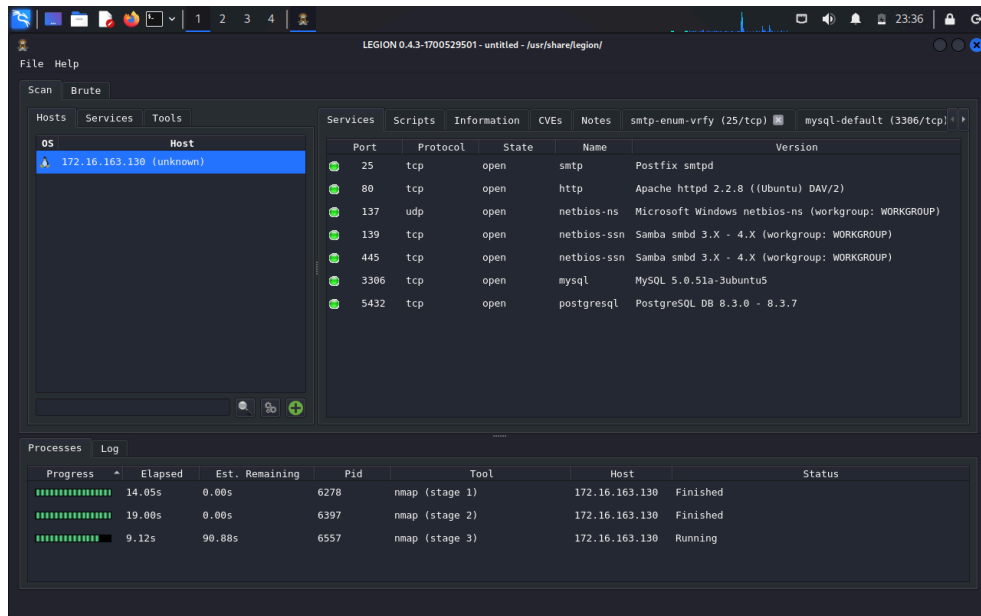 1 2 3 4 23:36
LEGION 0.4.3-1700529501 - untitled - /usr/share/legion/
File Help
Scan Brute
Hosts Services Tools
OS Host
172.16.163.130 (unknown)
Services Scripts Information CVEs Notes smtp-enum-vrfy (25/tcp) mysql-default (3306/tcp)
Port Protocol State Name Version
25 tcp open smtp Postfix smtpd
80 tcp open http Apache httpd 2.2.8 ((Ubuntu) DAV/2)
137 udp open netbios-ns Microsoft Windows netbios-ns (workgroup: WORKGROUP)
139 tcp open netbios-ssn Samba smbd 3.X - 4.X (workgroup: WORKGROUP)
445 tcp open netbios-ssn Samba smbd 3.X - 4.X (workgroup: WORKGROUP)
3306 tcp open mysql MySQL 5.0.51a-3ubuntu5
5432 tcp open postgresql PostgreSQL DB 8.3.0 - 8.3.7
Processes Log
Progress Elapsed Est. Remaining Pid Tool Host Status
14.05s 0.00s 6278 nmap (stage 1) 172.16.163.130 Finished
19.00s 0.00s 6397 nmap (stage 2) 172.16.163.130 Finished
9.12s 90.88s 6557 nmap (stage 3) 172.16.163.130 Running